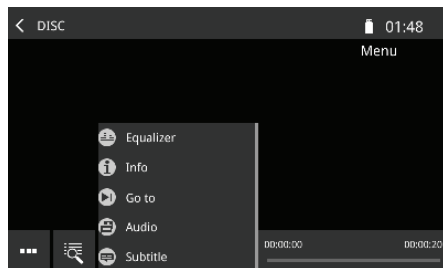 DISC
01:48
Menu
Equalizer
Info
Go to
Audio
Subtitle
00:00:00
00:00:20